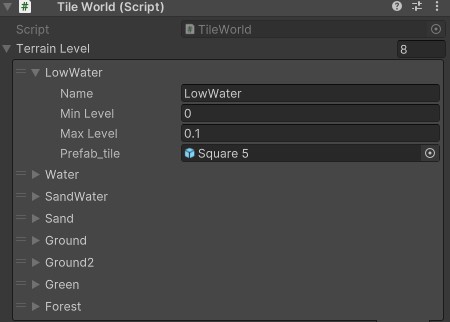 Tile World (Script)
Script TileWorld
Terrain Level 8
LowWater
Name LowWater
Min Level 0
Max Level 0.1
Prefab_tile Square 5
Water
SandWater
Sand
Ground
Ground2
Green
Forest